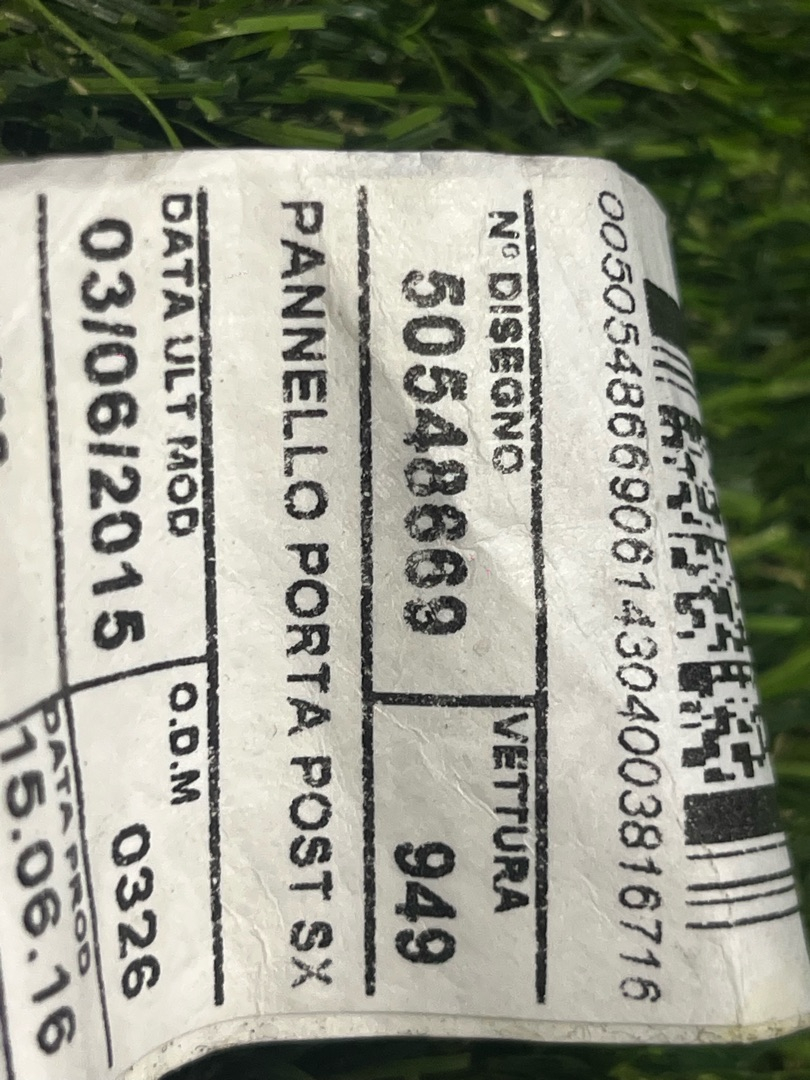 00505486690614304003816716
Nº DISEGNO
50548669
VETTURA
949
PANNELLO PORTA POST SX
DATA ULT MOD
03/06/2015
O.D.M
0326
DATA PROD
15.06.16